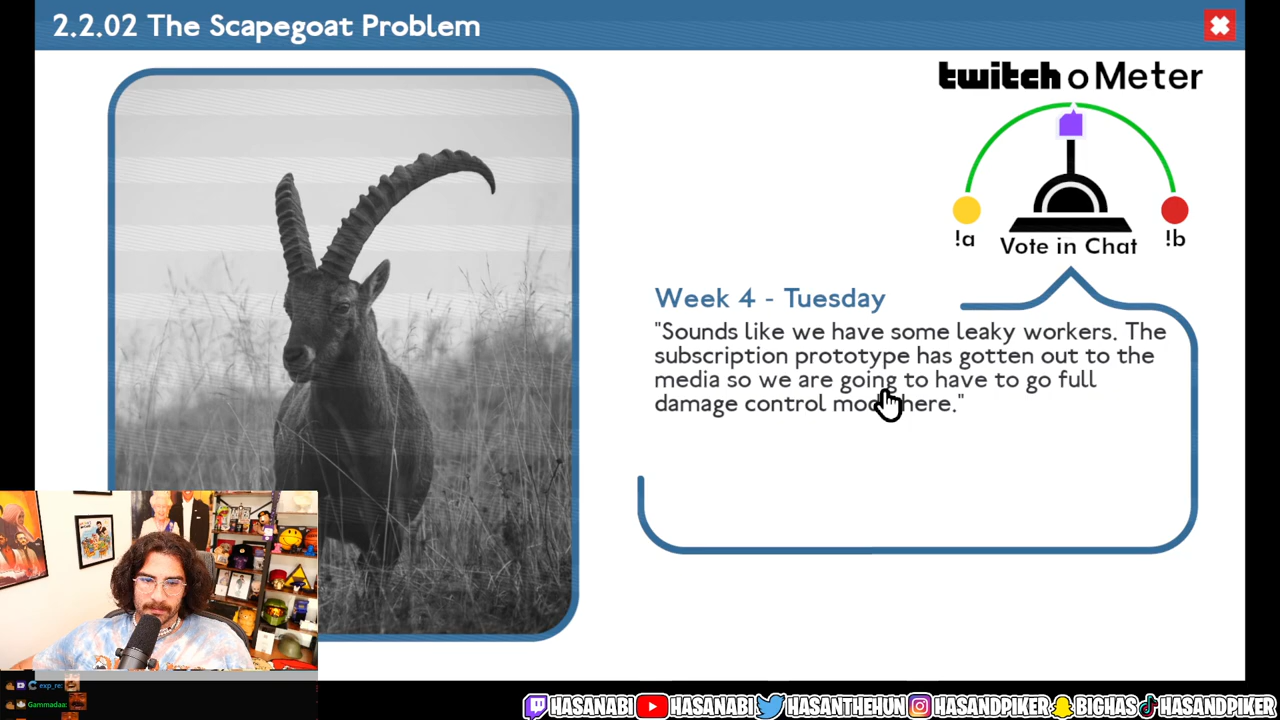 2.2.02 The Scapegoat Problem
twitch o Meter
!a
Vote in Chat
!b
Week 4 - Tuesday
"Sounds like we have some leaky workers. The
subscription prototype has gotten out to the
media so we are going to have to go full
damage control here."
exp_re:
Gammadaa:
HASANABI HASANABI HASANTHEHUN HASANDPIKER BIGHAS HASANDPIKER